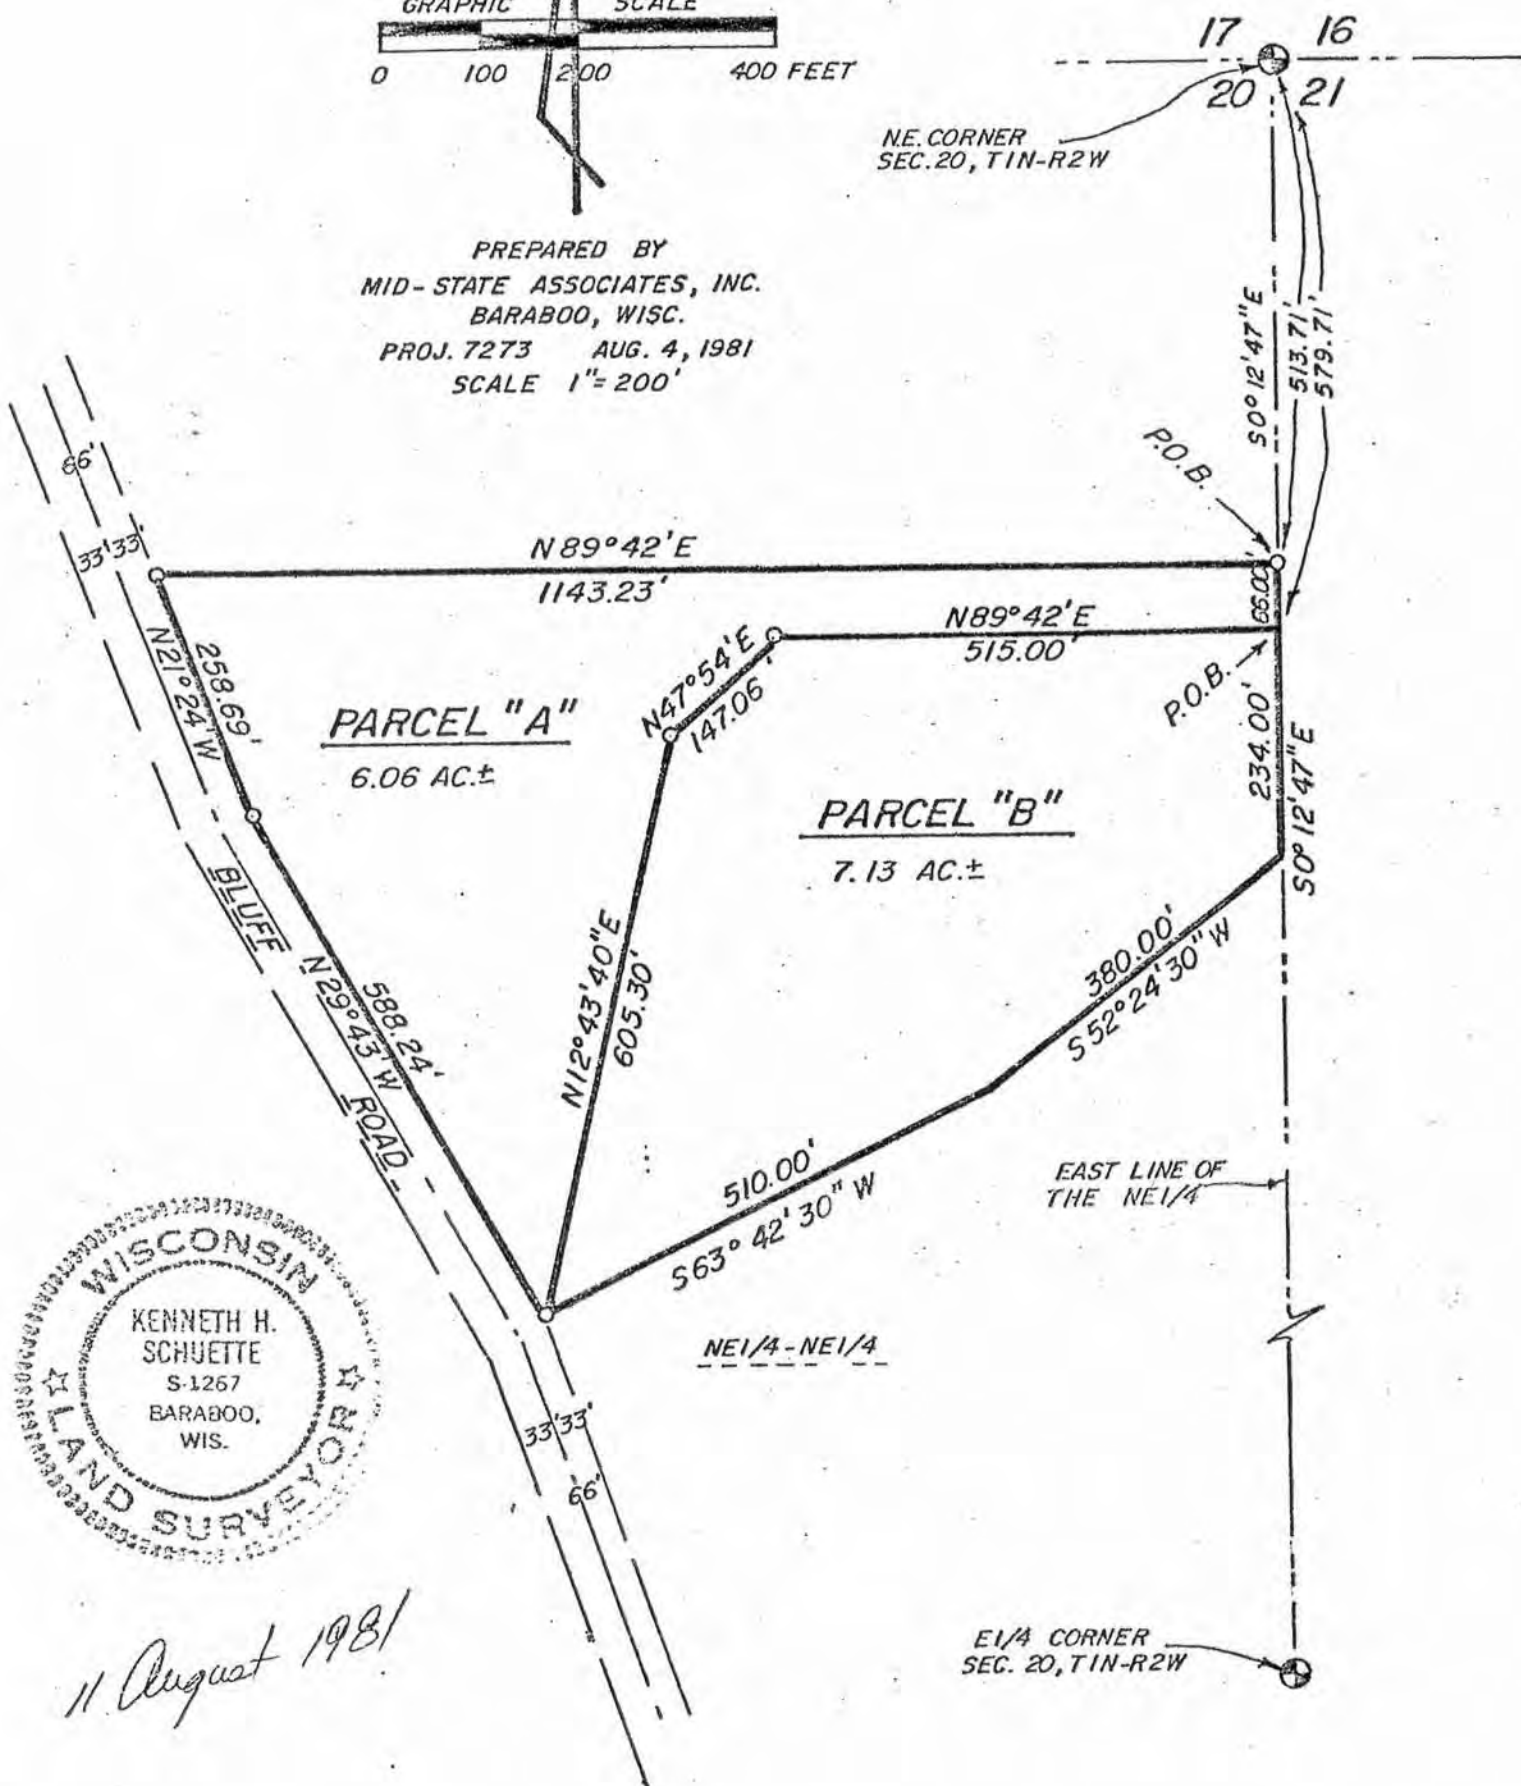 GRAPHIC SCALE
0 100 200 400 FEET
17 16
20 21
N.E. CORNER
SEC. 20, T1N-R2W
PREPARED BY
MID-STATE ASSOCIATES, INC.
BARABOO, WISC.
PROJ. 7273 AUG. 4, 1981
SCALE 1"= 200'
S0°12'47"E
513.71'
579.71'
P.O.B.
66'
33' 33'
N89°42'E
1143.23'
66.00'
N89°42'E
515.00'
P.O.B.
N47°54'E
147.06'
258.69'
N21°24'W
PARCEL "A"
6.06 AC.±
234.00'
S0°12'47"E
PARCEL "B"
7.13 AC.±
BLUFF ROAD
588.24'
N29°43'W
N12°43'40"E
605.30'
380.00'
S52°24'30"W
510.00'
S63°42'30"W
EAST LINE OF
THE NE1/4
NE1/4-NE1/4
WISCONSIN
KENNETH H.
SCHUETTE
S-1267
BARABOO,
WIS.
LAND SURVEYOR
33' 33'
66'
11 August 1981
E1/4 CORNER
SEC. 20, T1N-R2W